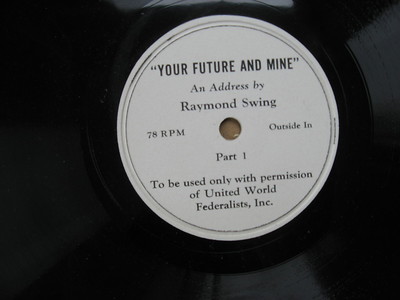 "YOUR FUTURE AND MINE"
An Address by
Raymond Swing
78 RPM Outside In
Part 1
To be used only with permission
of United World
Federalists, Inc.